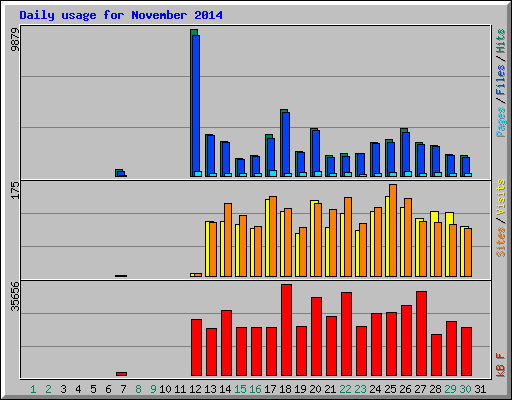 Daily usage for November 2014
9879
Pages / Files / Hits
175
Sites / Visits
35656
kB F
1 2 3 4 5 6 7 8 9 10 11 12 13 14 15 16 17 18 19 20 21 22 23 24 25 26 27 28 29 30 31